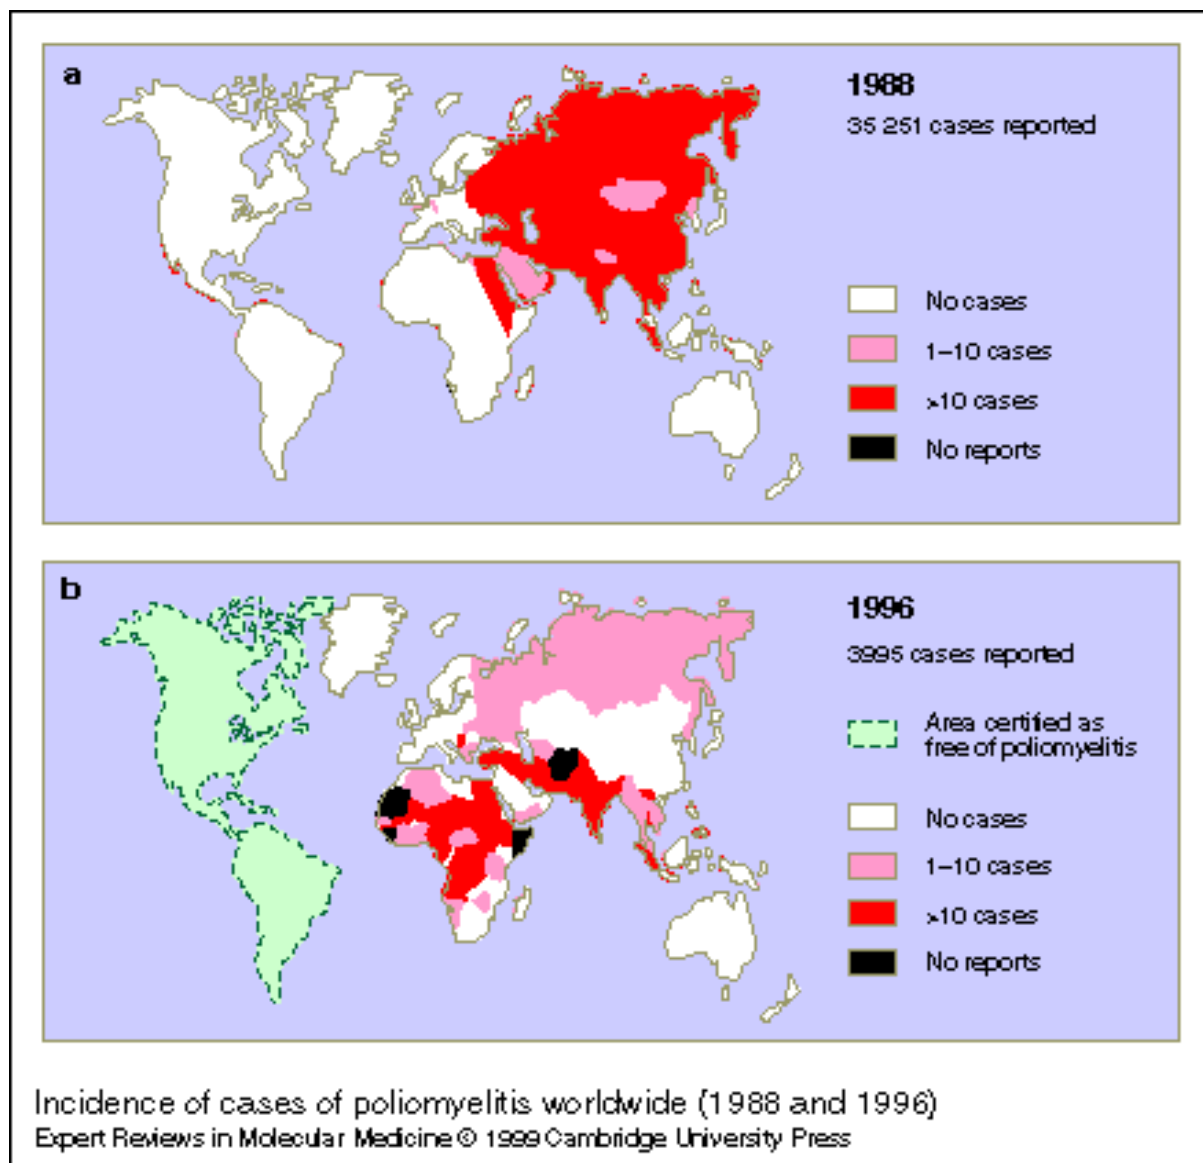 a
1988
35 251 cases reported
No cases
1–10 cases
>10 cases
No reports
b
1996
3995 cases reported
Area certified as
free of poliomyelitis
No cases
1–10 cases
>10 cases
No reports
Incidence of cases of poliomyelitis worldwide (1988 and 1996)
Expert Reviews in Molecular Medicine © 1999 Cambridge University Press